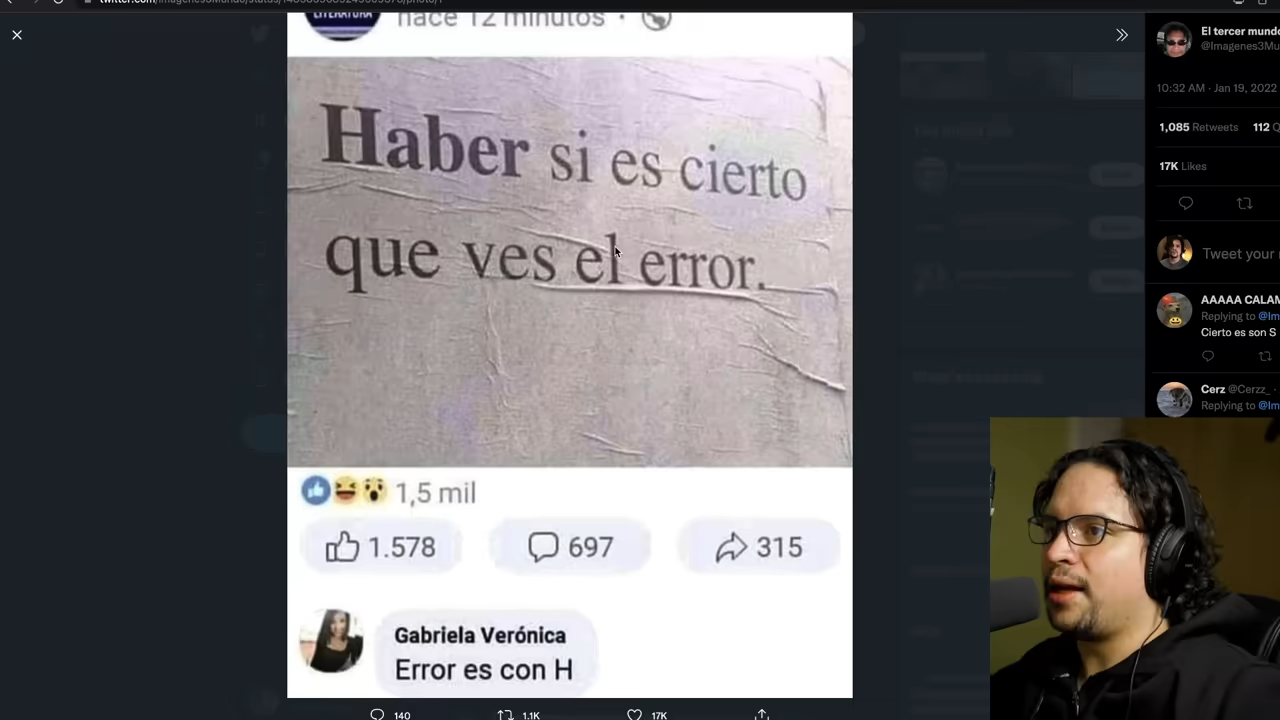 LITERATURA
hace 12 minutos ·
Haber si es cierto
que ves el error.
1,5 mil
1.578 697 315
Gabriela Verónica
Error es con H
140 1.1K 17K
El tercer mundo
@Imagenes3Mu
10:32 AM · Jan 19, 2022
1,085 Retweets 112 Q
17K Likes
Tweet your
AAAAA CALAM
Replying to @Im
Cierto es son S
Cerz @Cerzz_ ·
Replying to @Im